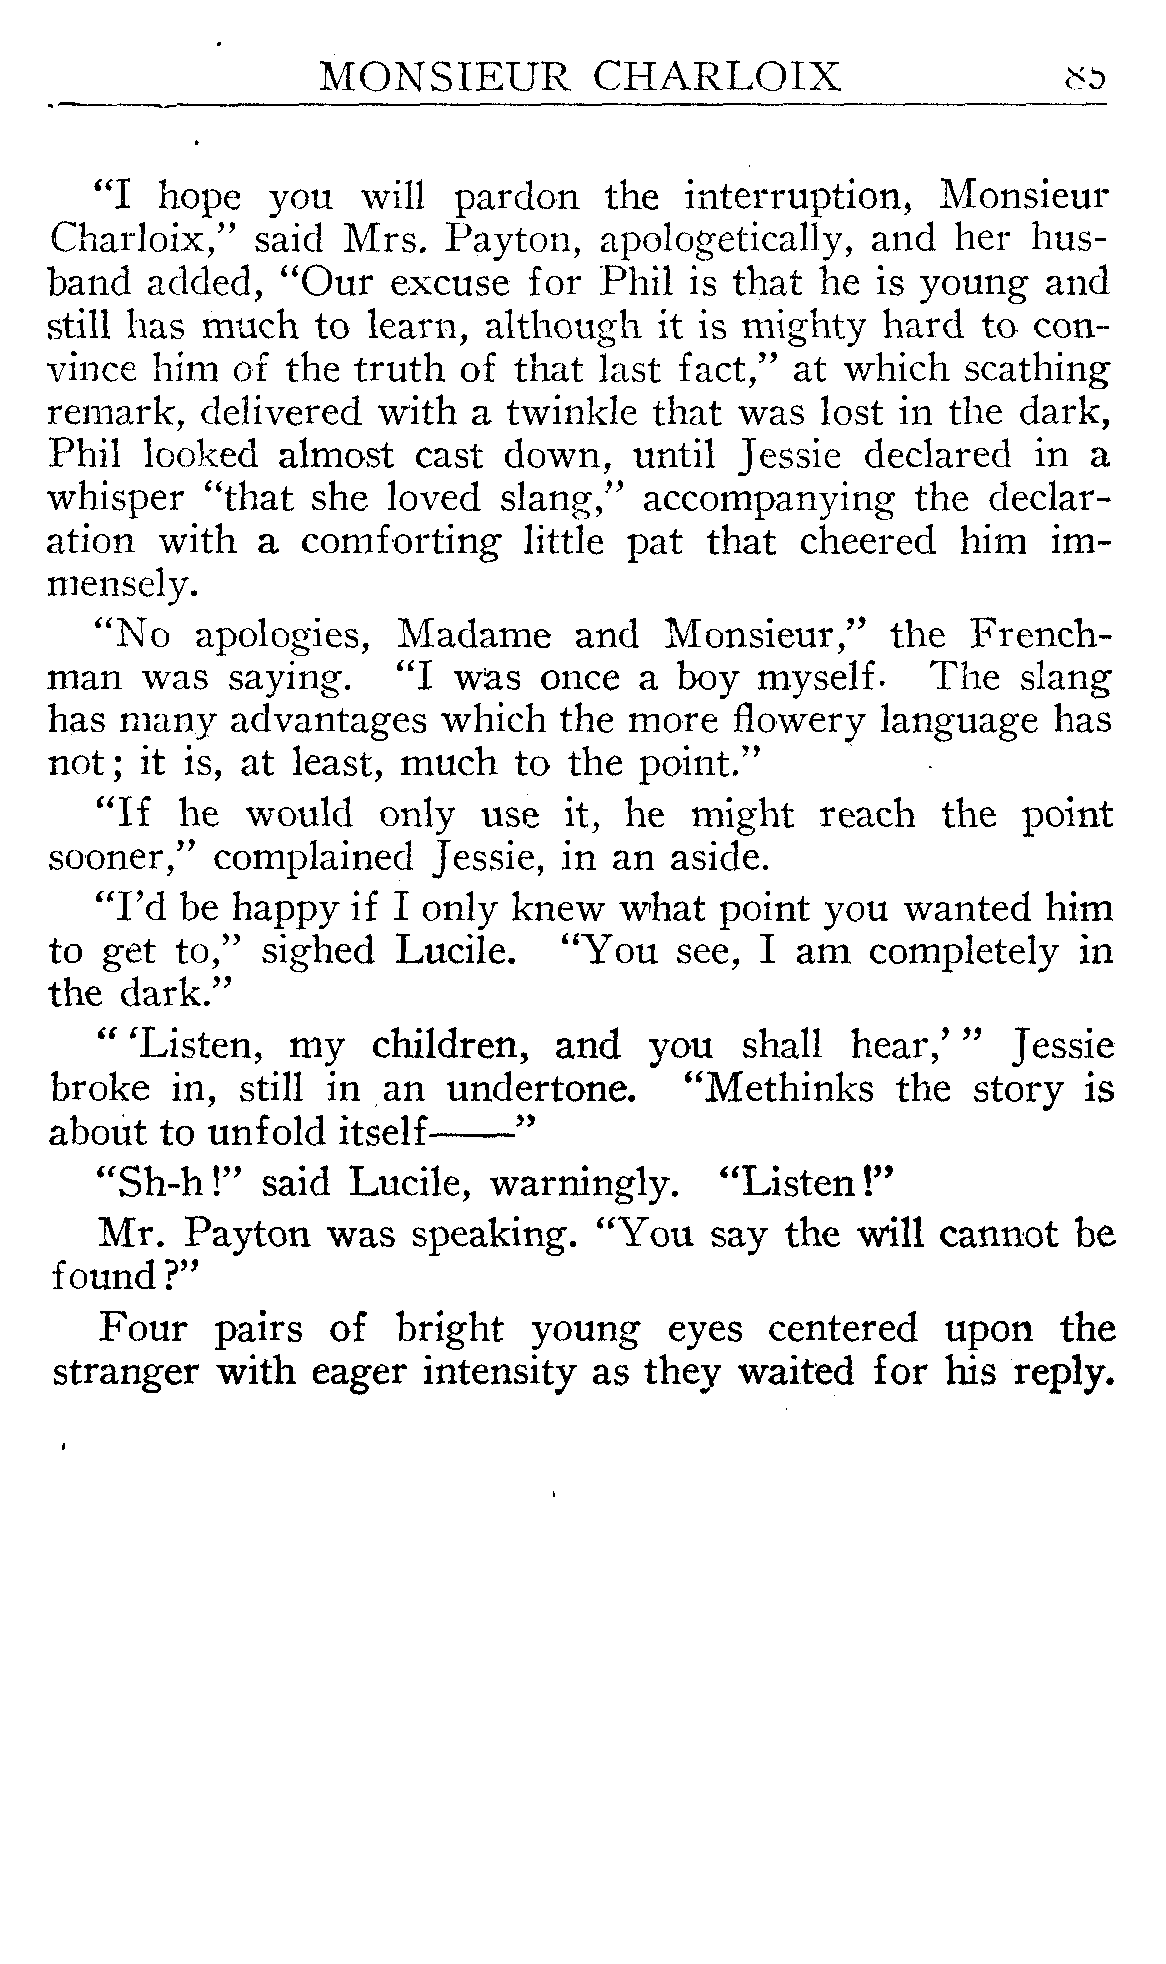 MONSIEUR CHARLOIX 85
“I hope you will pardon the interruption, Monsieur
Charloix,” said Mrs. Payton, apologetically, and her hus-
band added, “Our excuse for Phil is that he is young and
still has much to learn, although it is mighty hard to con-
vince him of the truth of that last fact,” at which scathing
remark, delivered with a twinkle that was lost in the dark,
Phil looked almost cast down, until Jessie declared in a
whisper “that she loved slang,” accompanying the declar-
ation with a comforting little pat that cheered him im-
mensely.
“No apologies, Madame and Monsieur,” the French-
man was saying. “I was once a boy myself. The slang
has many advantages which the more flowery language has
not; it is, at least, much to the point.”
“If he would only use it, he might reach the point
sooner,” complained Jessie, in an aside.
“I’d be happy if I only knew what point you wanted him
to get to,” sighed Lucile. “You see, I am completely in
the dark.”
“ ‘Listen, my children, and you shall hear,’ ” Jessie
broke in, still in an undertone. “Methinks the story is
about to unfold itself——”
“Sh-h!” said Lucile, warningly. “Listen!”
Mr. Payton was speaking. “You say the will cannot be
found?”
Four pairs of bright young eyes centered upon the
stranger with eager intensity as they waited for his reply.